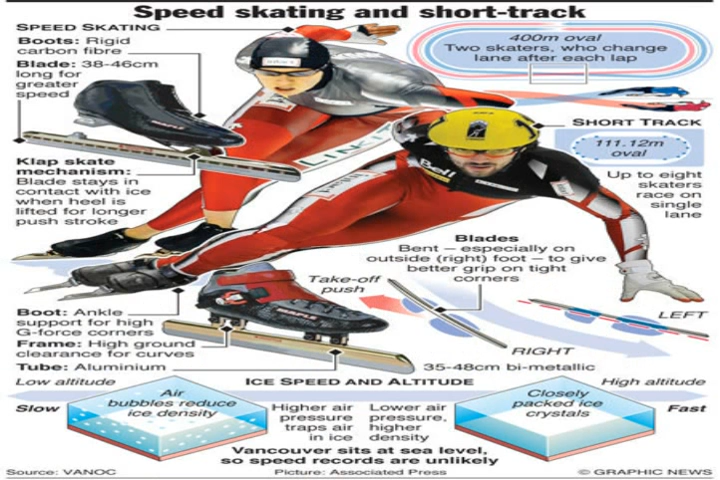 Speed skating and short-track
SPEED SKATING
Boots: Rigid
carbon fibre
Blade: 38-46cm
long for
greater
speed
Klap skate
mechanism:
Blade stays in
contact with ice
when heel is
lifted for longer
push stroke
400m oval
Two skaters, who change
lane after each lap
SHORT TRACK
111.12m
oval
Up to eight
skaters
race on
single
lane
Bell
Blades
Bent – especially on
outside (right) foot – to give
better grip on tight
corners
Take-off
push
LEFT
RIGHT
35-48cm bi-metallic
Boot: Ankle
support for high
G-force corners
Frame: High ground
clearance for curves
Tube: Aluminium
Low altitude
ICE SPEED AND ALTITUDE
High altitude
Slow
Air
bubbles reduce
ice density
Higher air
pressure
traps air
in ice
Lower air
pressure,
higher
density
Closely
packed ice
crystals
Fast
Vancouver sits at sea level,
so speed records are unlikely
Source: VANOC
Picture: Associated Press
© GRAPHIC NEWS